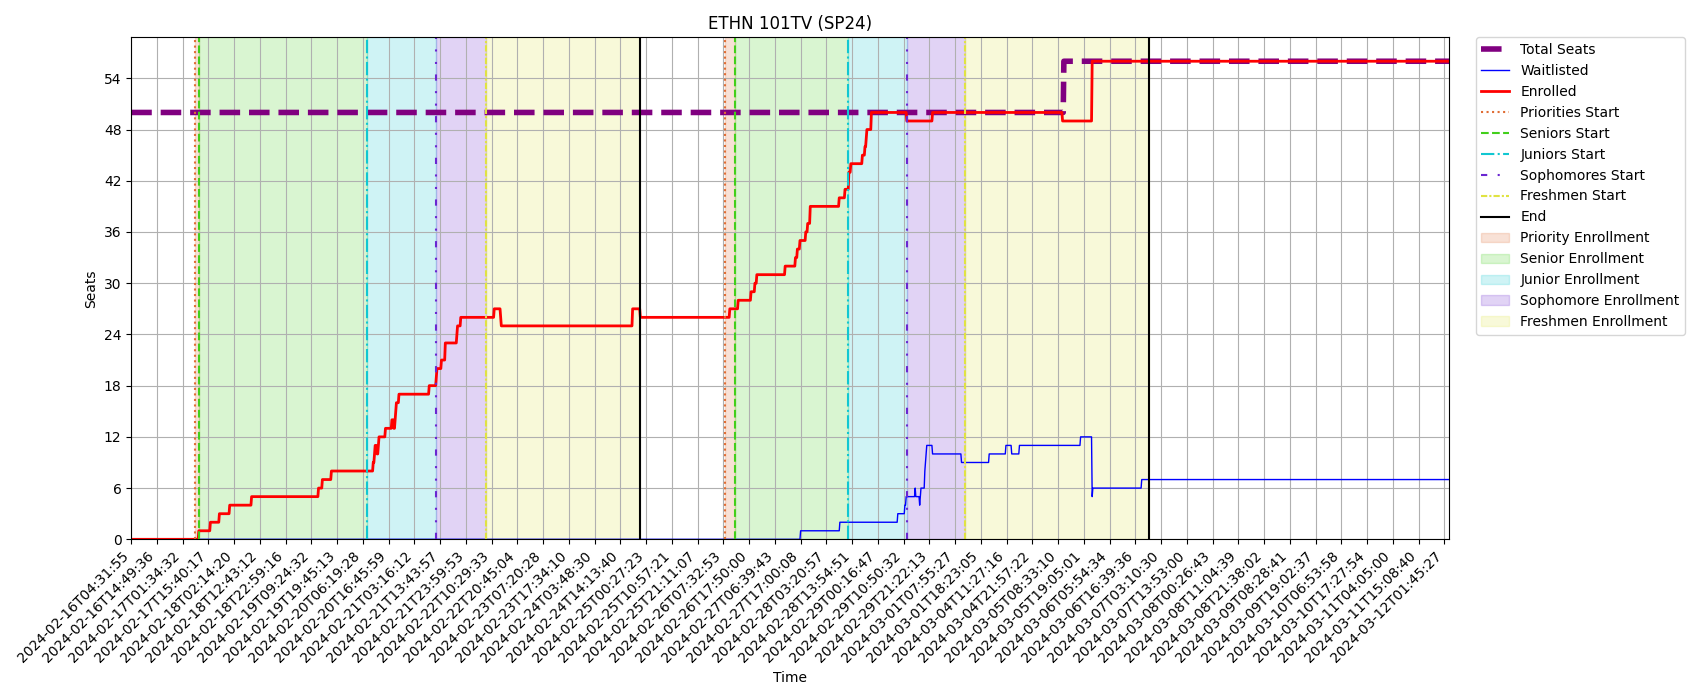 ETHN 101TV (SP24)
Seats
54
48
42
36
30
24
18
12
6
0
2024-02-16T04:31:55
2024-02-16T14:49:36
2024-02-17T01:34:32
2024-02-17T15:40:17
2024-02-18T02:14:20
2024-02-18T12:43:12
2024-02-18T22:59:16
2024-02-19T09:24:32
2024-02-19T19:45:13
2024-02-20T06:19:28
2024-02-20T16:45:59
2024-02-21T03:16:12
2024-02-21T13:43:57
2024-02-21T23:59:53
2024-02-22T10:29:33
2024-02-22T20:45:04
2024-02-23T07:20:28
2024-02-23T17:34:10
2024-02-24T03:48:30
2024-02-24T14:13:40
2024-02-25T00:27:23
2024-02-25T10:57:21
2024-02-25T21:11:07
2024-02-26T07:32:53
2024-02-26T17:50:00
2024-02-27T06:39:43
2024-02-27T17:00:08
2024-02-28T03:20:57
2024-02-28T13:54:51
2024-02-29T00:16:47
2024-02-29T10:50:32
2024-02-29T21:22:13
2024-03-01T07:55:27
2024-03-01T18:23:05
2024-03-04T11:27:16
2024-03-04T21:57:22
2024-03-05T08:33:10
2024-03-05T19:05:01
2024-03-06T05:54:34
2024-03-06T16:39:36
2024-03-07T03:10:30
2024-03-07T13:53:00
2024-03-08T00:26:43
2024-03-08T11:04:39
2024-03-08T21:38:02
2024-03-09T08:28:41
2024-03-09T19:02:37
2024-03-10T06:53:58
2024-03-10T17:27:54
2024-03-11T04:05:00
2024-03-11T15:08:40
2024-03-12T01:45:27
Time
Total Seats
Waitlisted
Enrolled
Priorities Start
Seniors Start
Juniors Start
Sophomores Start
Freshmen Start
End
Priority Enrollment
Senior Enrollment
Junior Enrollment
Sophomore Enrollment
Freshmen Enrollment